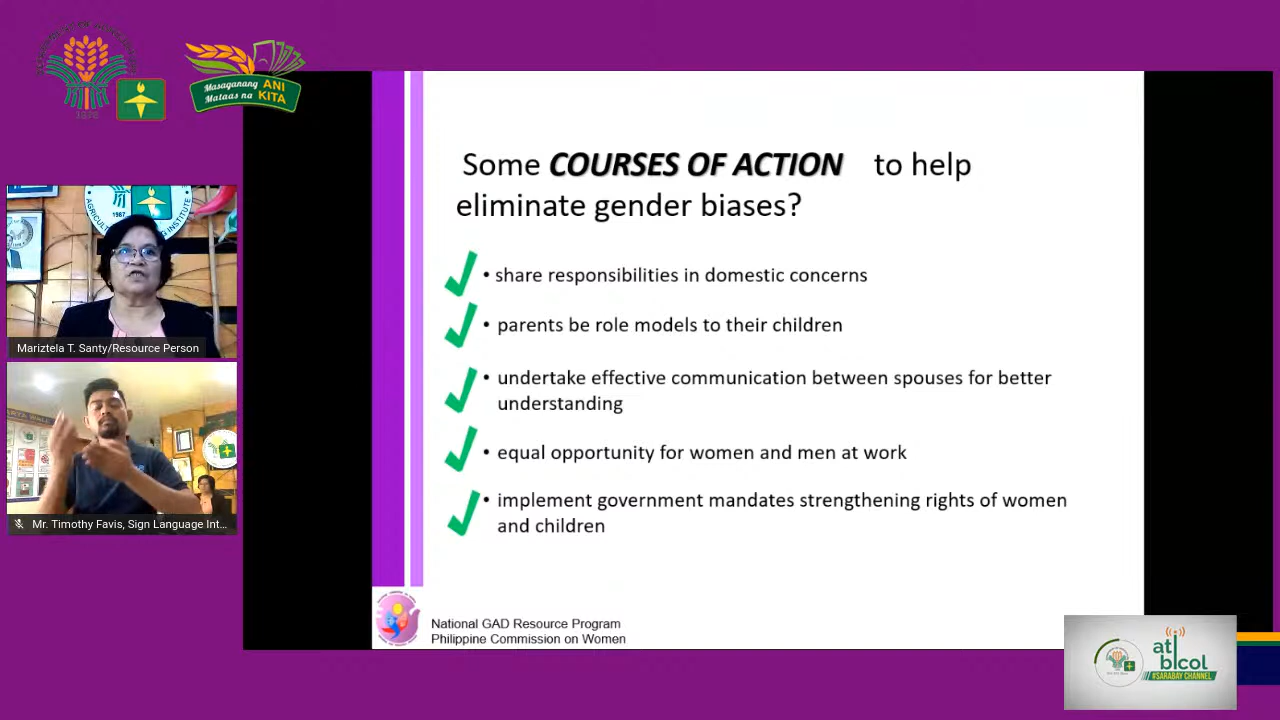 Masaganang ANI
Mataas na KITA
Some COURSES OF ACTION to help
eliminate gender biases?
• share responsibilities in domestic concerns
• parents be role models to their children
• undertake effective communication between spouses for better
understanding
• equal opportunity for women and men at work
• implement government mandates strengthening rights of women
and children
National GAD Resource Program
Philippine Commission on Women
1987
Mariztela T. Santy/Resource Person
Mr. Timothy Favis, Sign Language Int...
ati
bicol
#SARABAY CHANNEL